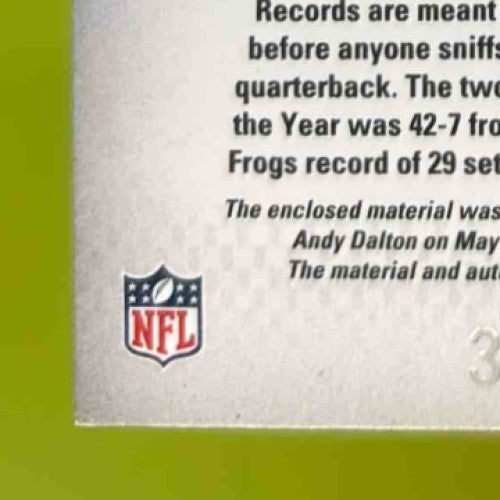 Records are meant
before anyone sniffs
quarterback. The two
the Year was 42-7 fro
Frogs record of 29 set
The enclosed material was
Andy Dalton on May
The material and aut
NFL
3